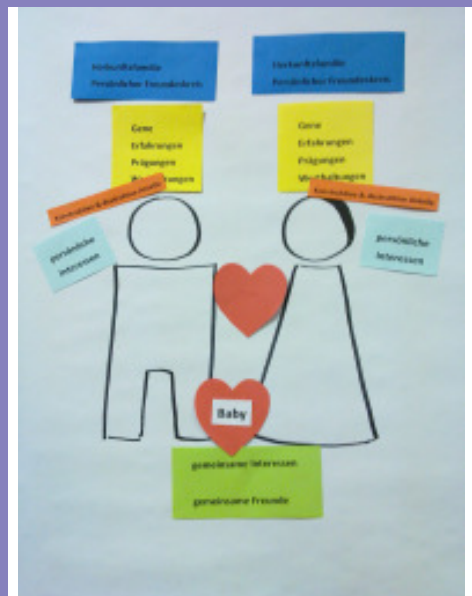 Herkunftsfamilie
Persönlicher Freundeskreis
Herkunftsfamilie
Persönlicher Freundeskreis
Gene
Erfahrungen
Prägungen
Gene
Erfahrungen
Prägungen
Werthaltungen
persönliche
Interessen
persönliche
Interessen
Baby
gemeinsame Interessen
gemeinsame Freunde